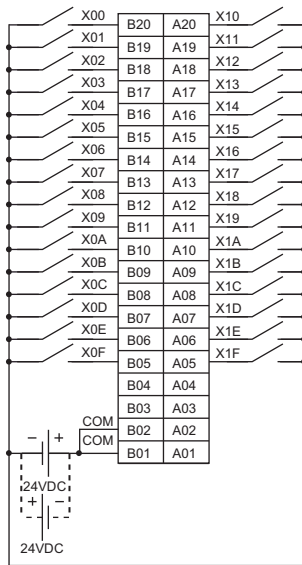 X00 B20 A20 X10
X01 B19 A19 X11
X02 B18 A18 X12
X03 B17 A17 X13
X04 B16 A16 X14
X05 B15 A15 X15
X06 B14 A14 X16
X07 B13 A13 X17
X08 B12 A12 X18
X09 B11 A11 X19
X0A B10 A10 X1A
X0B B09 A09 X1B
X0C B08 A08 X1C
X0D B07 A07 X1D
X0E B06 A06 X1E
X0F B05 A05 X1F
B04 A04
B03 A03
COM B02 A02
− + COM B01 A01
24VDC
+ −
24VDC